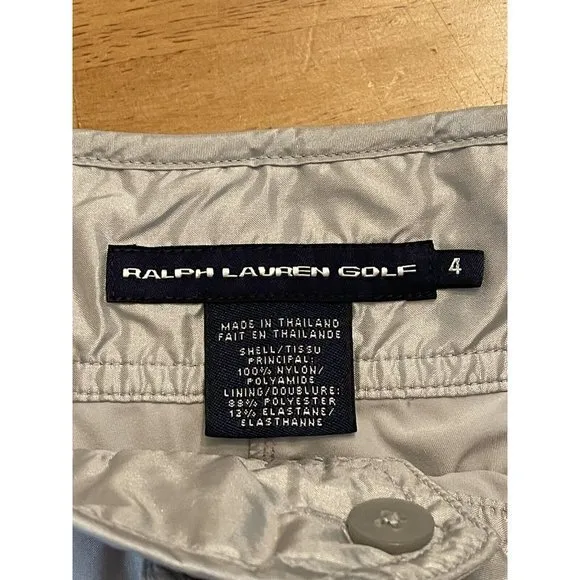 RALPH LAUREN GOLF
4
MADE IN THAILAND
FAIT EN THAILANDE
SHELL/TISSU
PRINCIPAL:
100% NYLON/
POLYAMIDE
LINING/DOUBLURE:
88% POLYESTER
12% ELASTANE/
ELASTHANNE